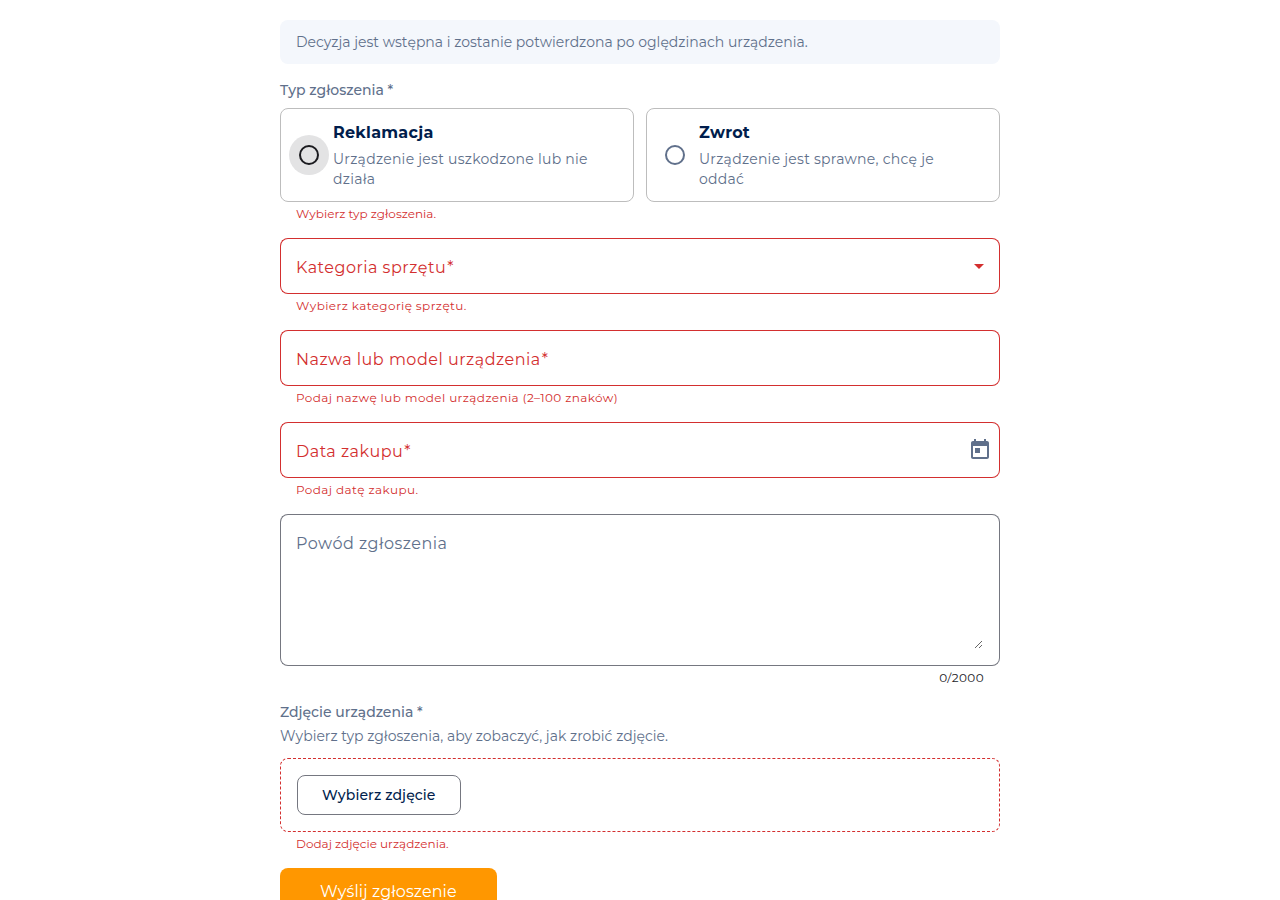 Decyzja jest wstępna i zostanie potwierdzona po oględzinach urządzenia.
Typ zgłoszenia *
Reklamacja
Urządzenie jest uszkodzone lub nie
działa
Zwrot
Urządzenie jest sprawne, chcę je
oddać
Wybierz typ zgłoszenia.
Kategoria sprzętu*
Wybierz kategorię sprzętu.
Nazwa lub model urządzenia*
Podaj nazwę lub model urządzenia (2–100 znaków)
Data zakupu*
Podaj datę zakupu.
Powód zgłoszenia
0/2000
Zdjęcie urządzenia *
Wybierz typ zgłoszenia, aby zobaczyć, jak zrobić zdjęcie.
Wybierz zdjęcie
Dodaj zdjęcie urządzenia.
Wyślij zgłoszenie